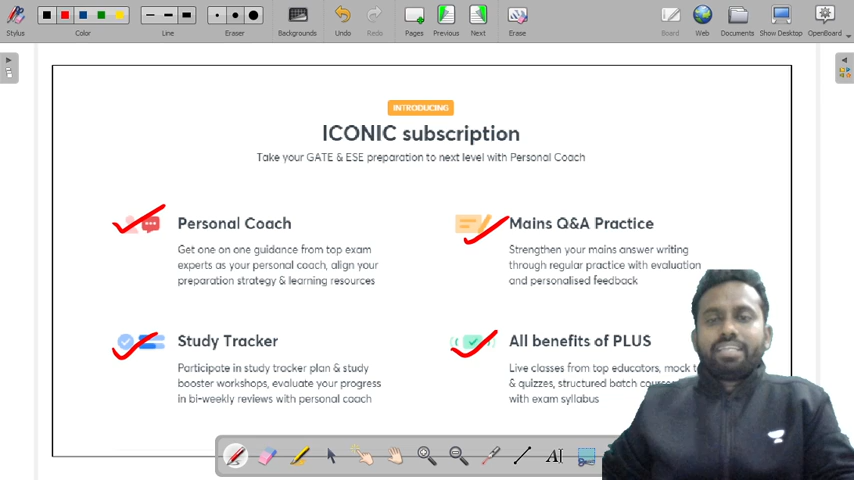 Stylus
Color
Line
Eraser
Backgrounds
Undo
Redo
Pages
Previous
Next
Erase
Board
Web
Documents
Show Desktop
OpenBoard
INTRODUCING
ICONIC subscription
Take your GATE & ESE preparation to next level with Personal Coach
Personal Coach
Get one on one guidance from top exam
experts as your personal coach, align your
preparation strategy & learning resources
Mains Q&A Practice
Strengthen your mains answer writing
through regular practice with evaluation
and personalised feedback
Study Tracker
Participate in study tracker plan & study
booster workshops, evaluate your progress
in bi-weekly reviews with personal coach
All benefits of PLUS
Live classes from top educators, mock
& quizzes, structured batch
with exam syllabus
AI